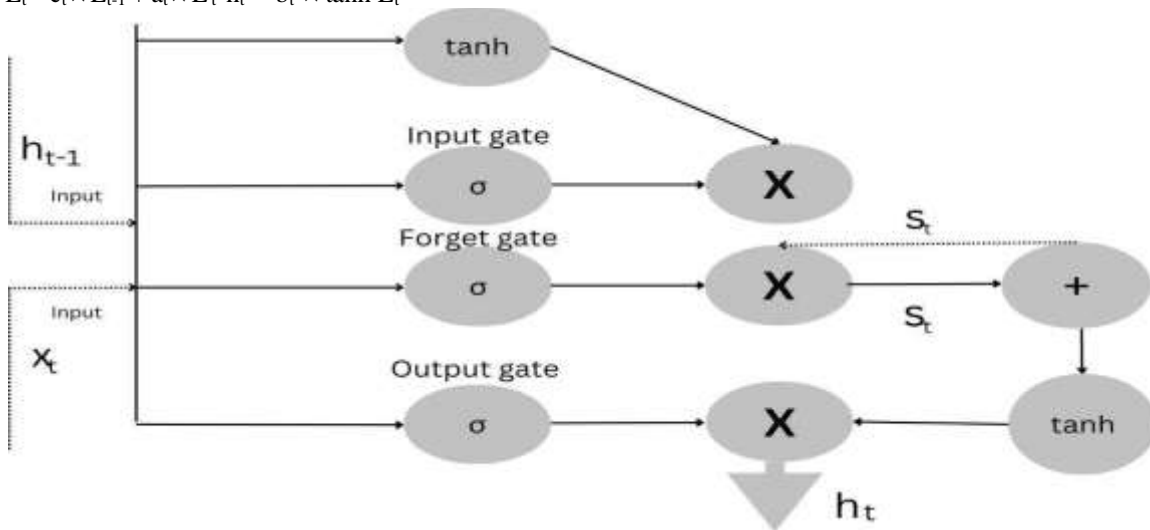 tanh
Input gate
h_{t-1}
σ
X
Input
Forget gate
S_t
σ
X
+
Input
S_t
x_t
Output gate
σ
X
tanh
h_t